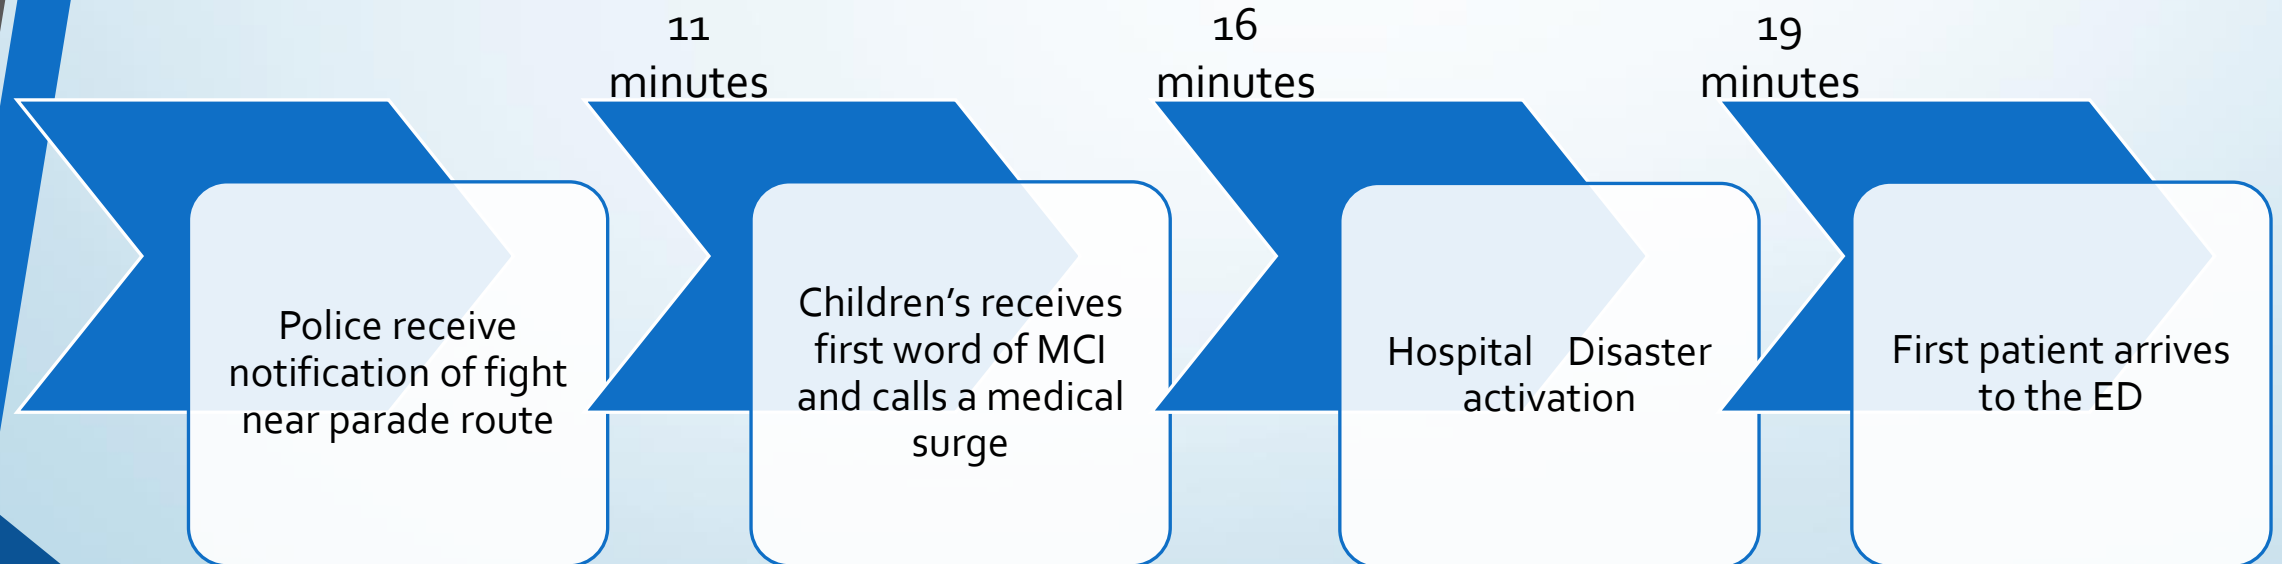 11
minutes
16
minutes
19
minutes
Police receive
notification of fight
near parade route
Children’s receives
first word of MCI
and calls a medical
surge
Hospital Disaster
activation
First patient arrives
to the ED